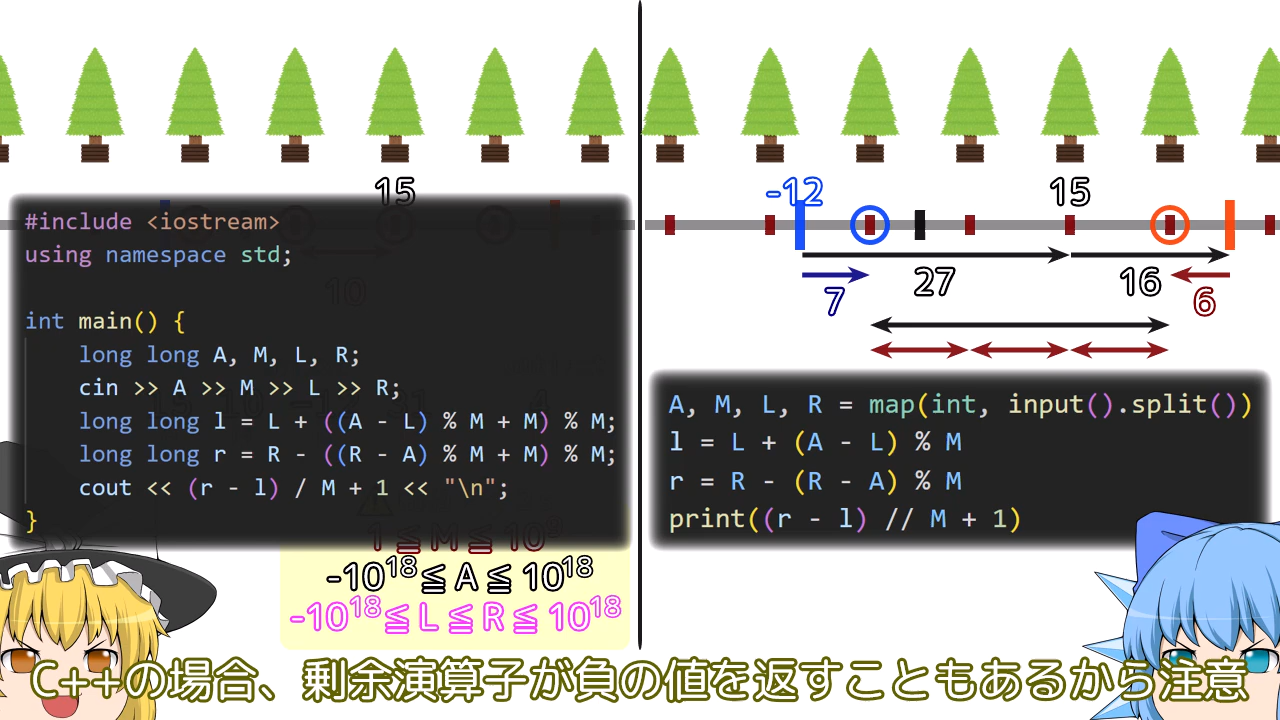 15
#include <iostream>
using namespace std;
int main() {
long long A, M, L, R;
cin >> A >> M >> L >> R;
long long l = L + ((A - L) % M + M) % M;
long long r = R - ((R - A) % M + M) % M;
cout << (r - l) / M + 1 << "\n";
}
1 ≦ M ≦ 10⁹
-10¹⁸ ≦ A ≦ 10¹⁸
-10¹⁸ ≦ L ≦ R ≦ 10¹⁸
-12
15
7
27
16
6
A, M, L, R = map(int, input().split())
l = L + (A - L) % M
r = R - (R - A) % M
print((r - l) // M + 1)
C++の場合、剰余演算子が負の値を返すこともあるから注意